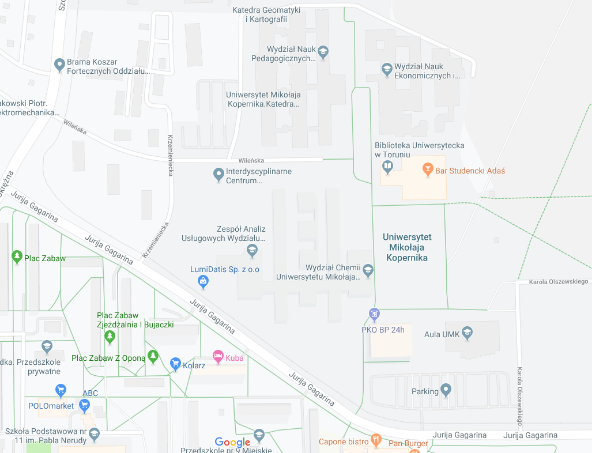 Katedra Geomatyki
i Kartografii
Wydział Nauk
Pedagogicznych...
Brama Koszar
Fortecznych Oddziału...
Wydział Nauk
Ekonomicznych i...
Uniwersytet Mikołaja
Kopernika.Katedra...
Piotr.
Wileńska
Krzemieniecka
Biblioteka Uniwersytecka
w Toruniu
Wileńska
Interdyscyplinarne
Centrum...
Bar Studencki Adaś
Okrężna
Jurija Gagarina
Krzemieniecka
Jurija Gagarina
Zespół Analiz
Usługowych Wydziału...
Uniwersytet
Mikołaja
Kopernika
Plac Zabaw
LumiDatis Sp. z o.o
Wydział Chemii
Uniwersytetu Mikołaja...
Karola Olszewskiego
Jurija Gagarina
Plac Zabaw
Zjeżdżalnia I Bujaczki
PKO BP 24h
Aula UMK
Plac Zabaw Z Oponą
Kuba
Kolarz
Przedszkole
prywatne
Jurija Gagarina
Parking
Karola Olszewskiego
ABC
POLOmarket
Szkoła Podstawowa nr
11 im. Pabla Nerudy
Google
Przedszkole nr 9 Miejskie
Capone bistro
Pan Burger
Jurija Gagarina
Jurija Gagarina